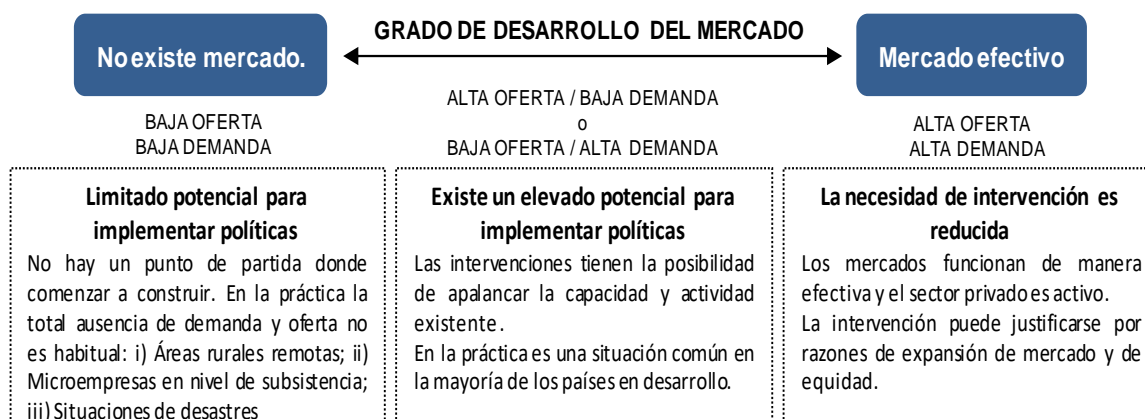 GRADO DE DESARROLLO DEL MERCADO
No existe mercado.
Mercado efectivo
BAJA OFERTA
BAJA DEMANDA
ALTA OFERTA / BAJA DEMANDA
o
BAJA OFERTA / ALTA DEMANDA
ALTA OFERTA
ALTA DEMANDA
Limitado potencial para
implementar políticas
No hay un punto de partida donde
comenzar a construir. En la práctica la
total ausencia de demanda y oferta no
es habitual: i) Áreas rurales remotas; ii)
Microempresas en nivel de subsistencia;
iii) Situaciones de desastres
Existe un elevado potencial para
implementar políticas
Las intervenciones tienen la posibilidad
de apalancar la capacidad y actividad
existente.
En la práctica es una situación común en
la mayoría de los países en desarrollo.
La necesidad de intervención es
reducida
Los mercados funcionan de manera
efectiva y el sector privado es activo.
La intervención puede justificarse por
razones de expansión de mercado y de
equidad.